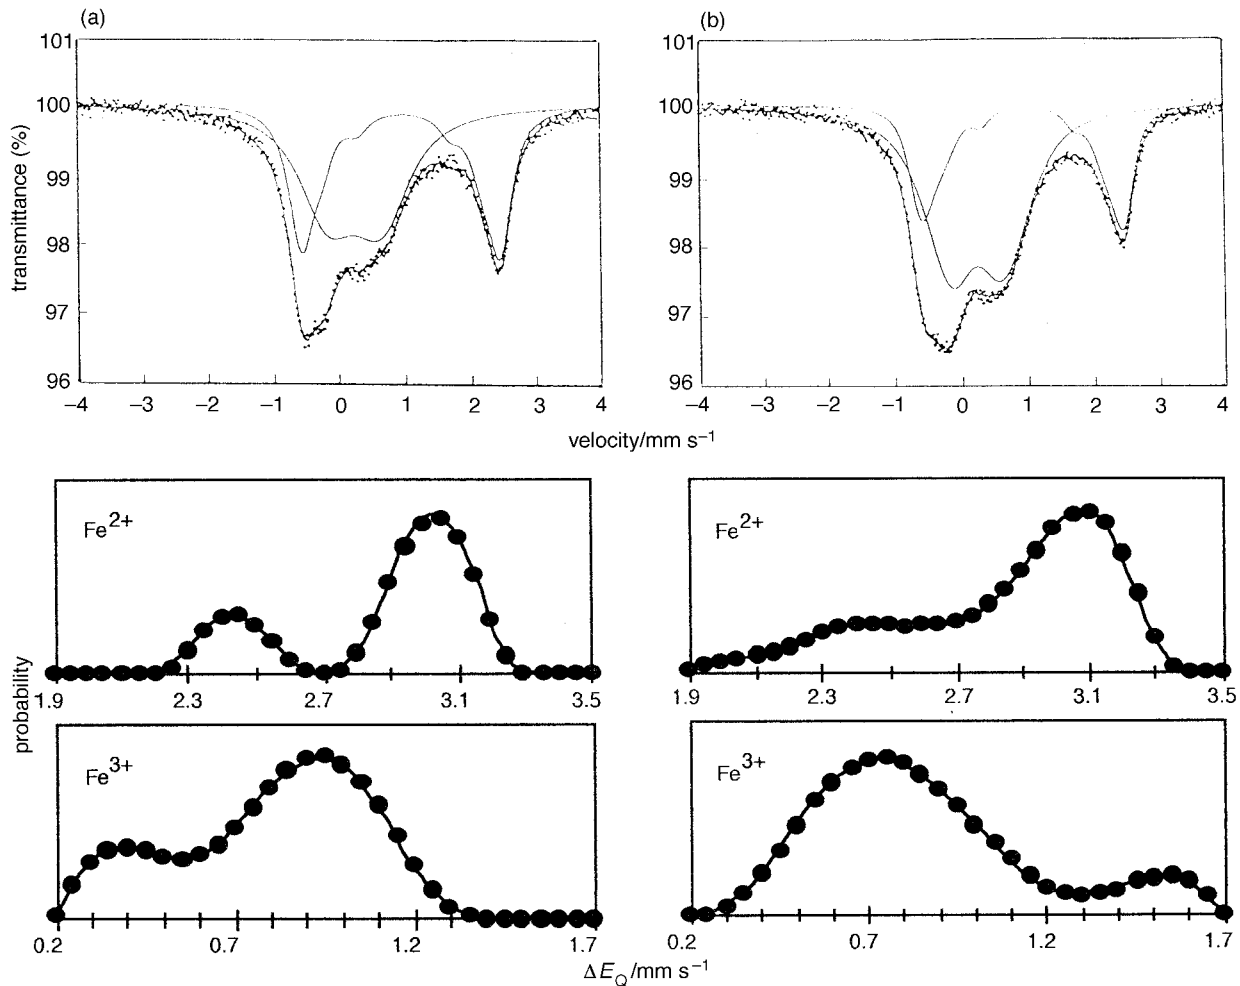 (a)
(b)
101
100
99
98
97
96
transmittance (%)
–4 –3 –2 –1 0 1 2 3 4
101
100
99
98
97
96
–4 –3 –2 –1 0 1 2 3 4
velocity/mm s⁻¹
Fe²⁺
1.9 2.3 2.7 3.1 3.5
Fe²⁺
1.9 2.3 2.7 3.1 3.5
probability
Fe³⁺
0.2 0.7 1.2 1.7
Fe³⁺
0.2 0.7 1.2 1.7
ΔE_Q/mm s⁻¹